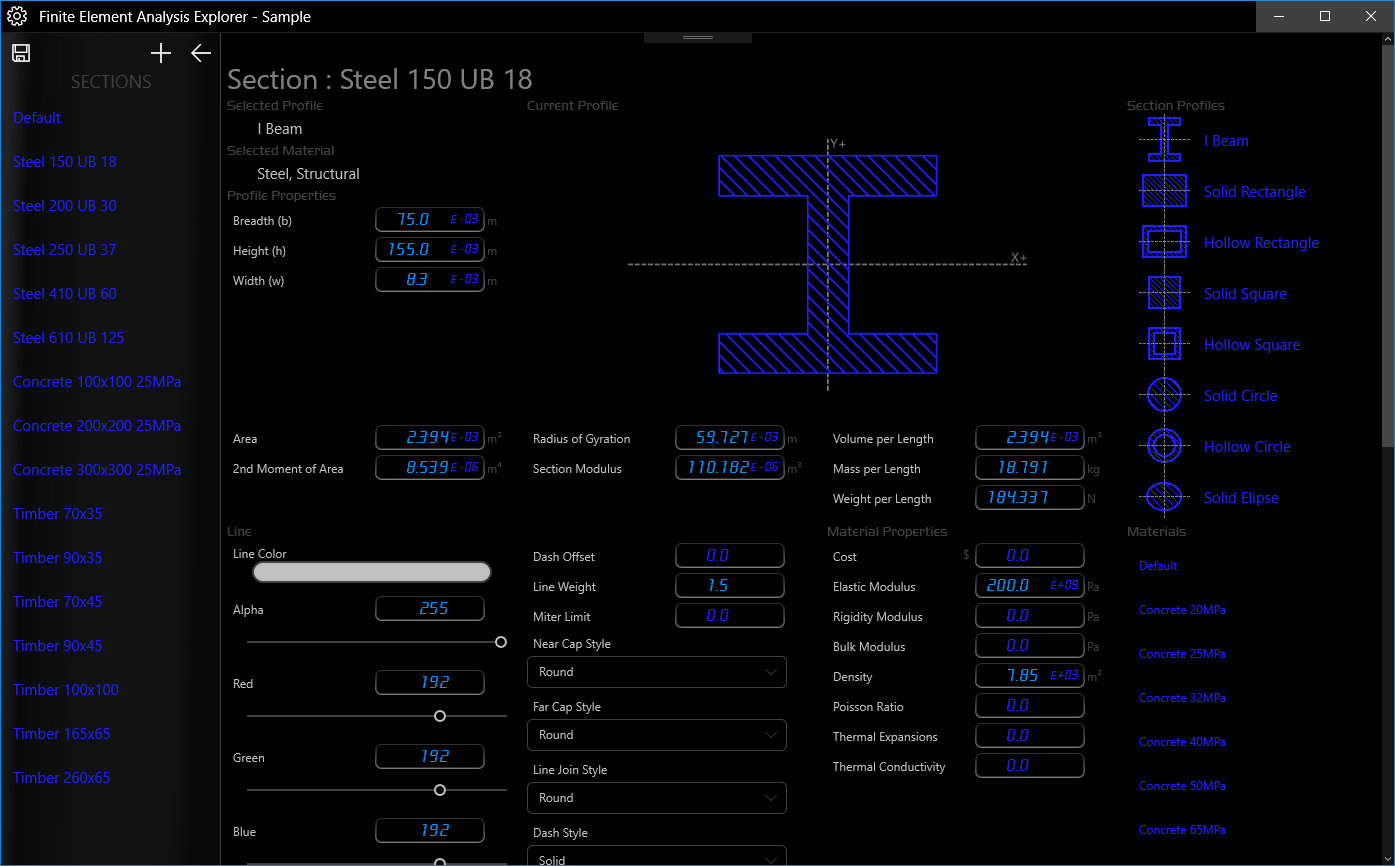 Finite Element Analysis Explorer - Sample
SECTIONS
Default
Steel 150 UB 18
Steel 200 UB 30
Steel 250 UB 37
Steel 410 UB 60
Steel 610 UB 125
Concrete 100x100 25MPa
Concrete 200x200 25MPa
Concrete 300x300 25MPa
Timber 70x35
Timber 90x35
Timber 70x45
Timber 90x45
Timber 100x100
Timber 165x65
Timber 260x65
Section : Steel 150 UB 18
Selected Profile
I Beam
Selected Material
Steel, Structural
Profile Properties
Breadth (b) 75.0 E-03 m
Height (h) 155.0 E-03 m
Width (w) 8.3 E-03 m
Current Profile
Y+
X+
Area 2.394 E-03 m²
2nd Moment of Area 8.539 E-06 m⁴
Radius of Gyration 59.727 E-03 m
Section Modulus 110.182 E-06 m³
Volume per Length 2.394 E-03 m³
Mass per Length 18.791 kg
Weight per Length 184.337 N
Line
Line Color
Alpha 255
Red 192
Green 192
Blue 192
Dash Offset 0.0
Line Weight 1.5
Miter Limit 0.0
Near Cap Style
Round
Far Cap Style
Round
Line Join Style
Round
Dash Style
Solid
Material Properties
Cost $ 0.0
Elastic Modulus 200.0 E+09 Pa
Rigidity Modulus 0.0 Pa
Bulk Modulus 0.0 Pa
Density 7.85 E+03 m²
Poisson Ratio 0.0
Thermal Expansions 0.0
Thermal Conductivity 0.0
Section Profiles
I Beam
Solid Rectangle
Hollow Rectangle
Solid Square
Hollow Square
Solid Circle
Hollow Circle
Solid Elipse
Materials
Default
Concrete 20MPa
Concrete 25MPa
Concrete 32MPa
Concrete 40MPa
Concrete 50MPa
Concrete 65MPa